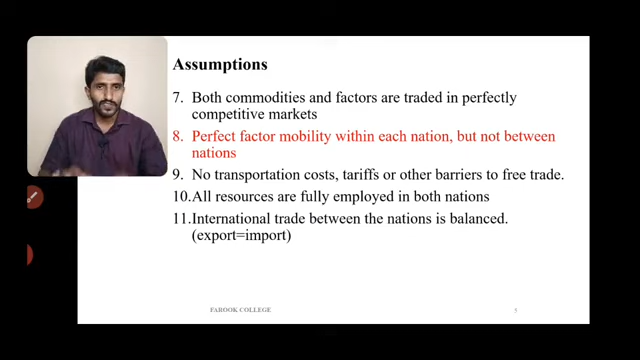 Assumptions
7. Both commodities and factors are traded in perfectly
competitive markets
8. Perfect factor mobility within each nation, but not between
nations
9. No transportation costs, tariffs or other barriers to free trade.
10. All resources are fully employed in both nations
11. International trade between the nations is balanced.
(export=import)
FAROOK COLLEGE